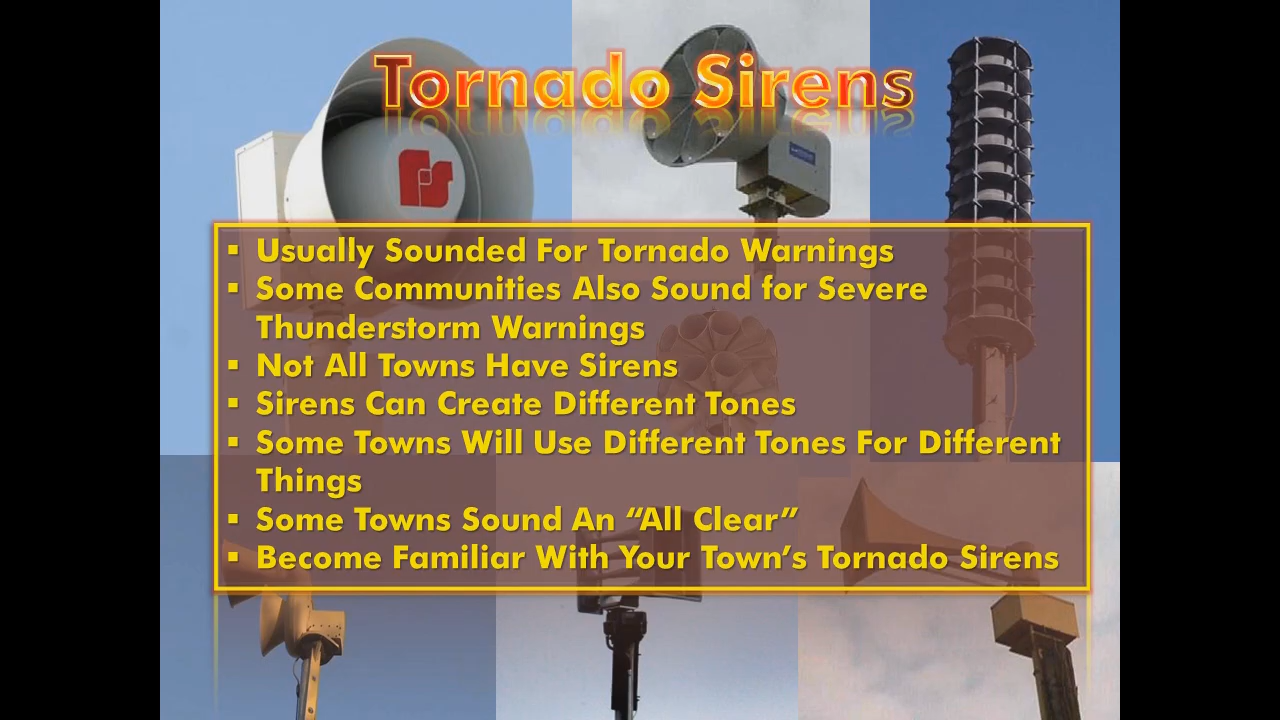 Tornado Sirens
▪ Usually Sounded For Tornado Warnings
▪ Some Communities Also Sound for Severe
Thunderstorm Warnings
▪ Not All Towns Have Sirens
▪ Sirens Can Create Different Tones
▪ Some Towns Will Use Different Tones For Different
Things
▪ Some Towns Sound An “All Clear”
▪ Become Familiar With Your Town’s Tornado Sirens